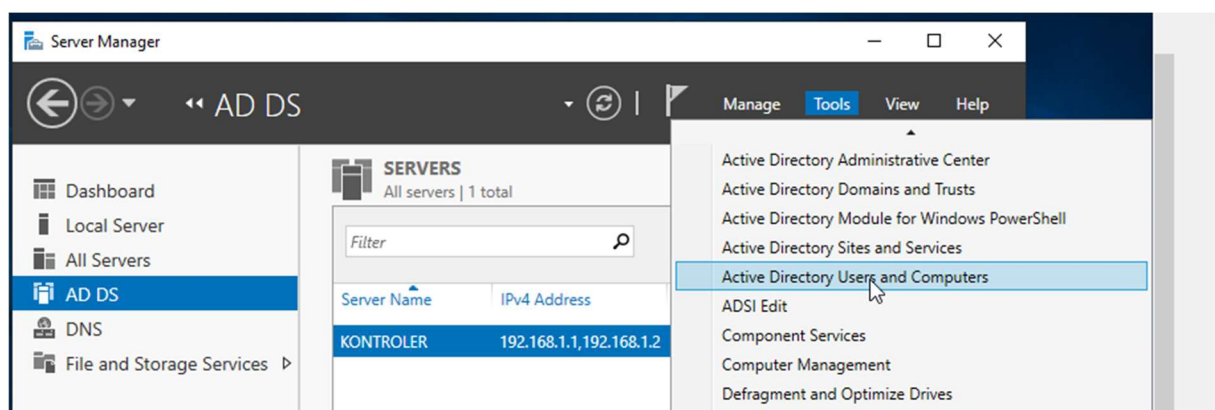 Server Manager
AD DS
Manage Tools View Help
Dashboard
Local Server
All Servers
AD DS
DNS
File and Storage Services
SERVERS
All servers | 1 total
Filter
Server Name IPv4 Address
KONTROLER 192.168.1.1,192.168.1.2
Active Directory Administrative Center
Active Directory Domains and Trusts
Active Directory Module for Windows PowerShell
Active Directory Sites and Services
Active Directory Users and Computers
ADSI Edit
Component Services
Computer Management
Defragment and Optimize Drives